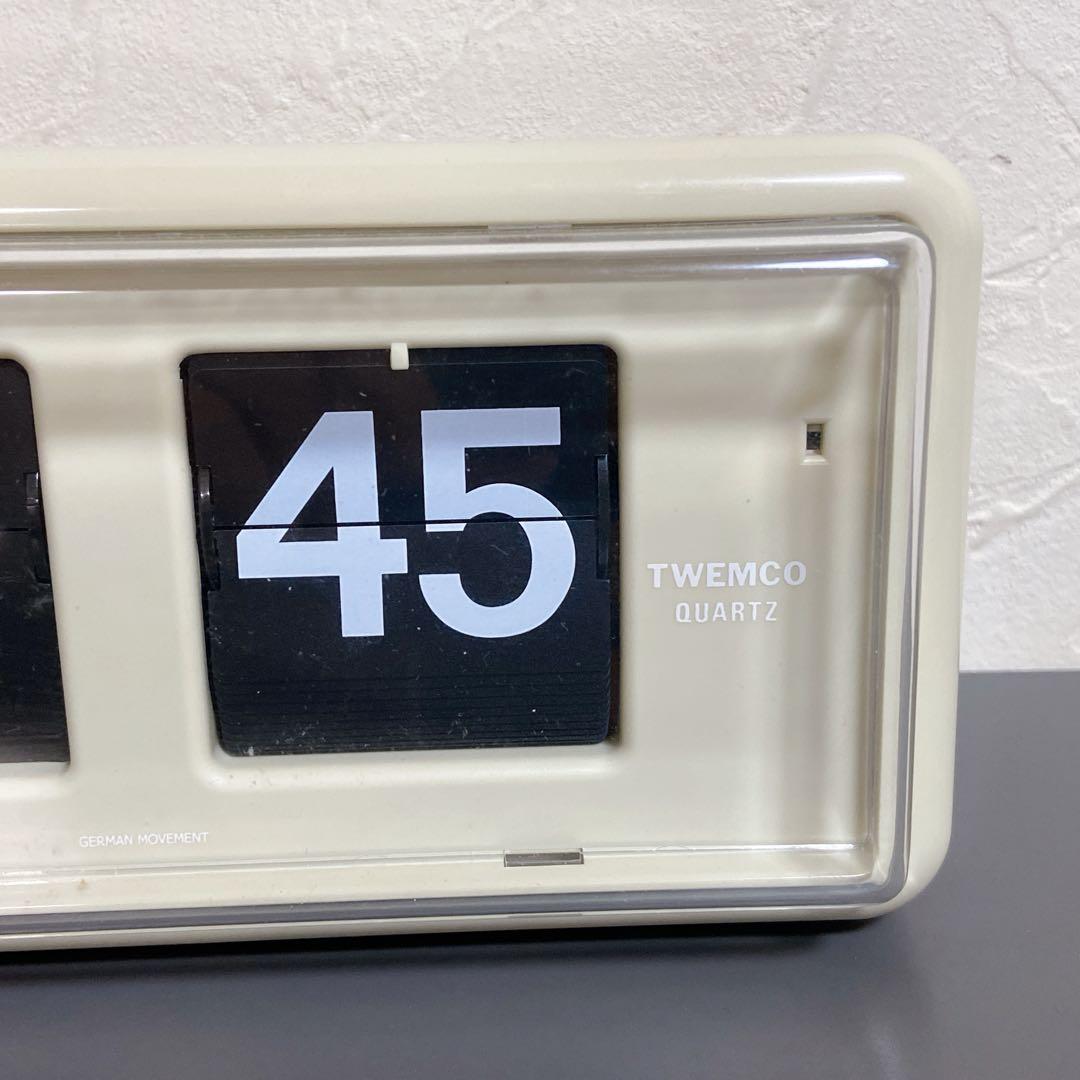 45
TWEMCO
QUARTZ
GERMAN MOVEMENT